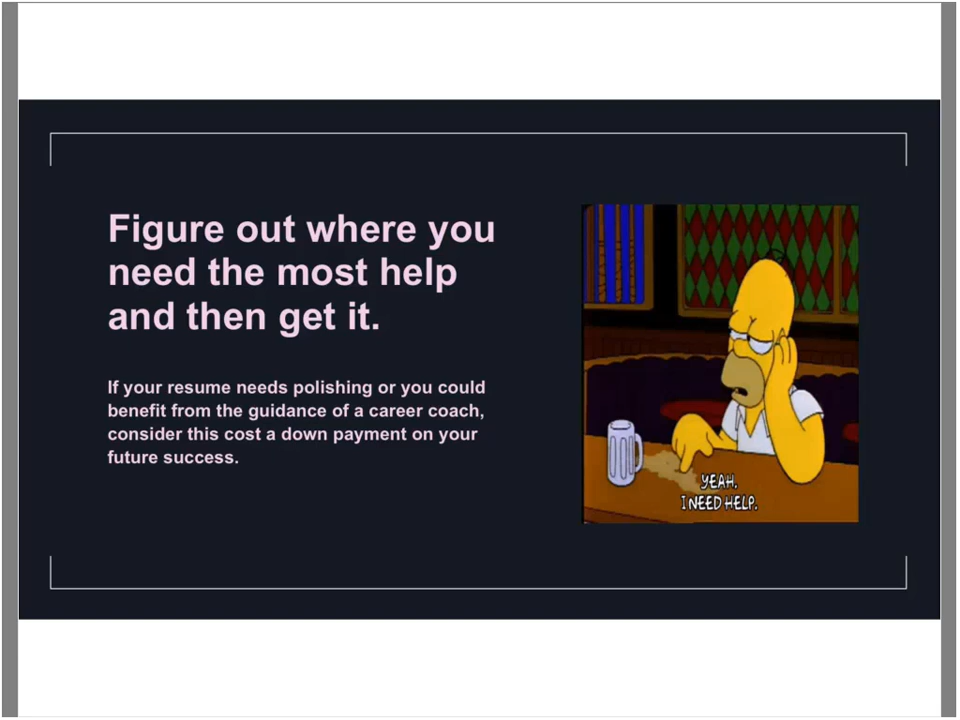 Figure out where you
need the most help
and then get it.
If your resume needs polishing or you could
benefit from the guidance of a career coach,
consider this cost a down payment on your
future success.
YEAH,
I NEED HELP.